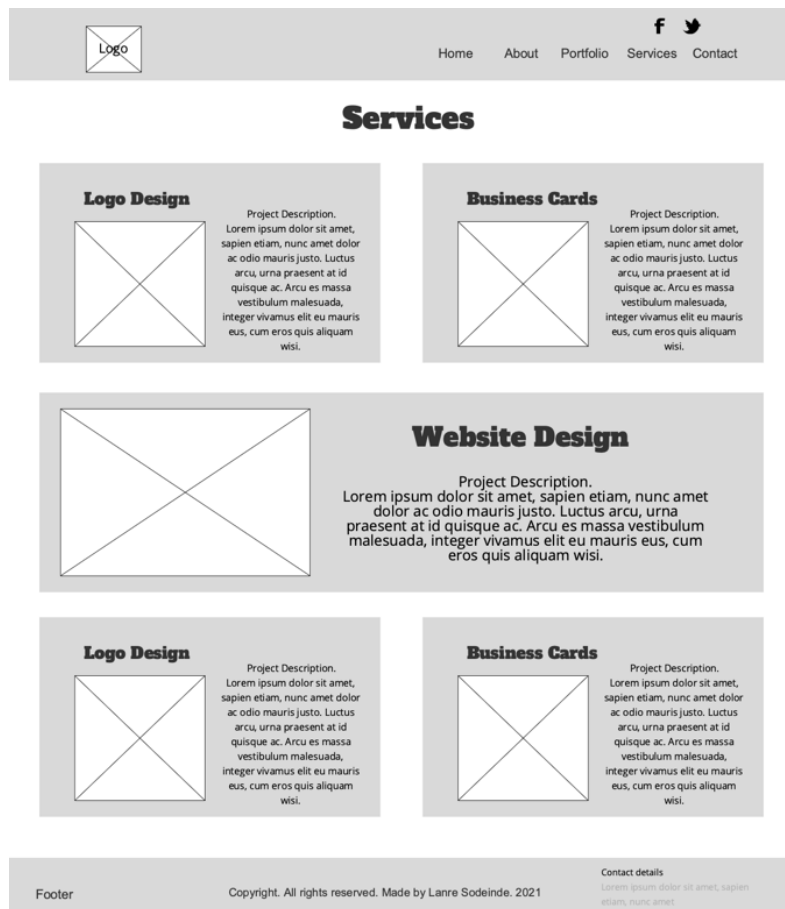 Logo
Home About Portfolio Services Contact
Services
Logo Design
Project Description.
Lorem ipsum dolor sit amet,
sapien etiam, nunc amet dolor
ac odio mauris justo. Luctus
arcu, urna praesent at id
quisque ac. Arcu es massa
vestibulum malesuada,
integer vivamus elit eu mauris
eus, cum eros quis aliquam
wisi.
Business Cards
Project Description.
Lorem ipsum dolor sit amet,
sapien etiam, nunc amet dolor
ac odio mauris justo. Luctus
arcu, urna praesent at id
quisque ac. Arcu es massa
vestibulum malesuada,
integer vivamus elit eu mauris
eus, cum eros quis aliquam
wisi.
Website Design
Project Description.
Lorem ipsum dolor sit amet, sapien etiam, nunc amet
dolor ac odio mauris justo. Luctus arcu, urna
praesent at id quisque ac. Arcu es massa vestibulum
malesuada, integer vivamus elit eu mauris eus, cum
eros quis aliquam wisi.
Logo Design
Project Description.
Lorem ipsum dolor sit amet,
sapien etiam, nunc amet dolor
ac odio mauris justo. Luctus
arcu, urna praesent at id
quisque ac. Arcu es massa
vestibulum malesuada,
integer vivamus elit eu mauris
eus, cum eros quis aliquam
wisi.
Business Cards
Project Description.
Lorem ipsum dolor sit amet,
sapien etiam, nunc amet dolor
ac odio mauris justo. Luctus
arcu, urna praesent at id
quisque ac. Arcu es massa
vestibulum malesuada,
integer vivamus elit eu mauris
eus, cum eros quis aliquam
wisi.
Footer
Copyright. All rights reserved. Made by Lanre Sodeinde. 2021
Contact details
Lorem ipsum dolor sit amet, sapien
etiam, nunc amet